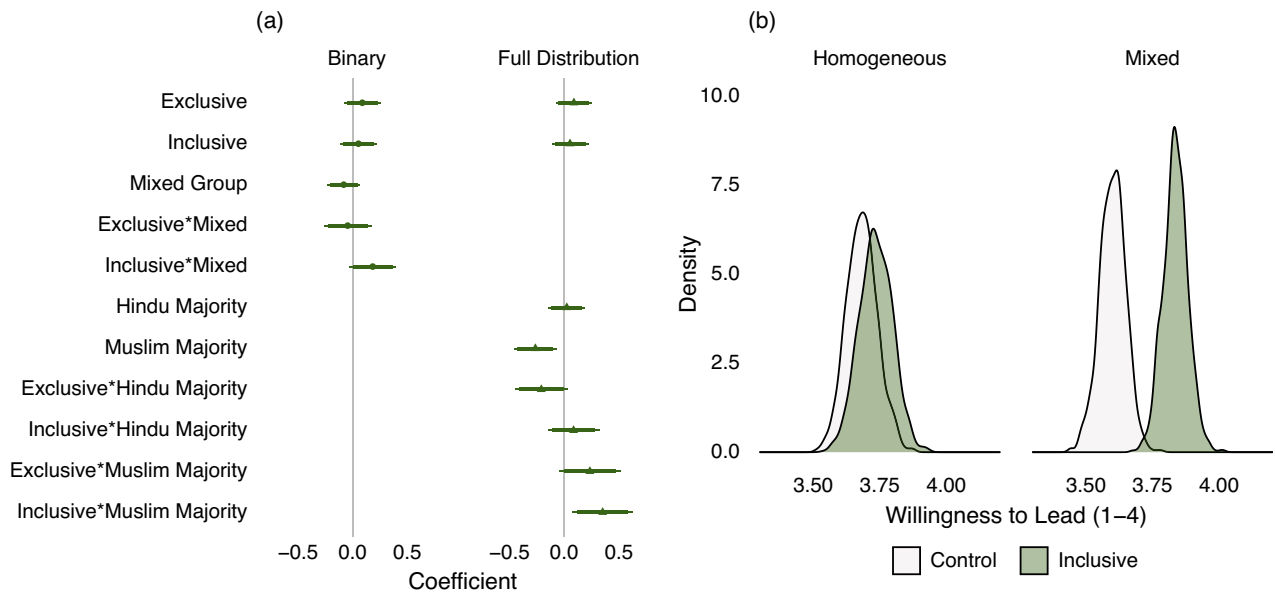 (a)
Binary
Full Distribution
Exclusive
Inclusive
Mixed Group
Exclusive*Mixed
Inclusive*Mixed
Hindu Majority
Muslim Majority
Exclusive*Hindu Majority
Inclusive*Hindu Majority
Exclusive*Muslim Majority
Inclusive*Muslim Majority
−0.5 0.0 0.5
−0.5 0.0 0.5
Coefficient
(b)
Homogeneous
Mixed
10.0
7.5
5.0
2.5
0.0
Density
3.50 3.75 4.00
3.50 3.75 4.00
Willingness to Lead (1−4)
Control
Inclusive